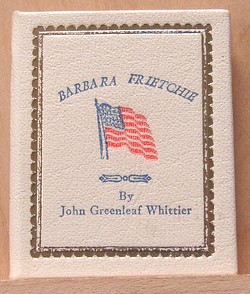 BARBARA FRIETCHIE
By
John Greenleaf Whittier